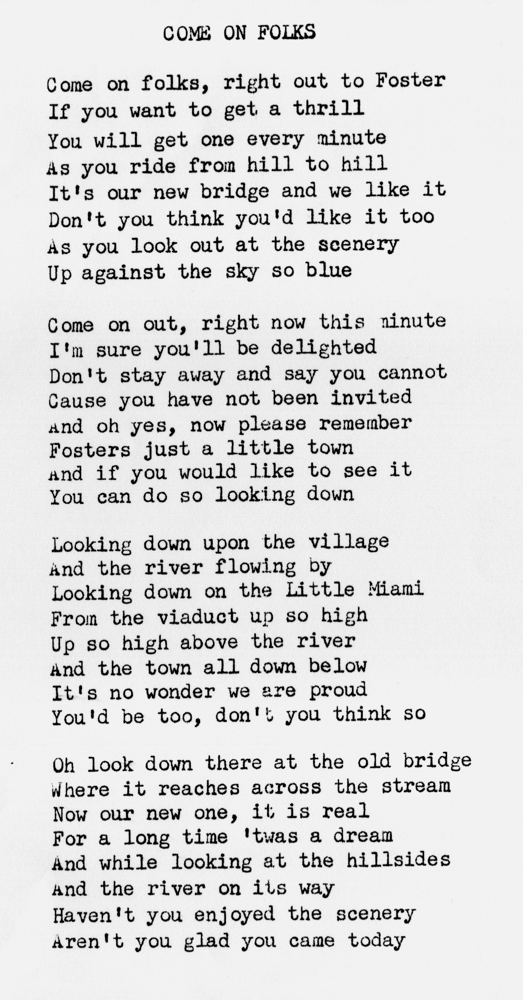 COME ON FOLKS
Come on folks, right out to Foster
If you want to get a thrill
You will get one every minute
As you ride from hill to hill
It's our new bridge and we like it
Don't you think you'd like it too
As you look out at the scenery
Up against the sky so blue
Come on out, right now this minute
I'm sure you'll be delighted
Don't stay away and say you cannot
Cause you have not been invited
And oh yes, now please remember
Fosters just a little town
And if you would like to see it
You can do so looking down
Looking down upon the village
And the river flowing by
Looking down on the Little Miami
From the viaduct up so high
Up so high above the river
And the town all down below
It's no wonder we are proud
You'd be too, don't you think so
Oh look down there at the old bridge
Where it reaches across the stream
Now our new one, it is real
For a long time 'twas a dream
And while looking at the hillsides
And the river on its way
Haven't you enjoyed the scenery
Aren't you glad you came today